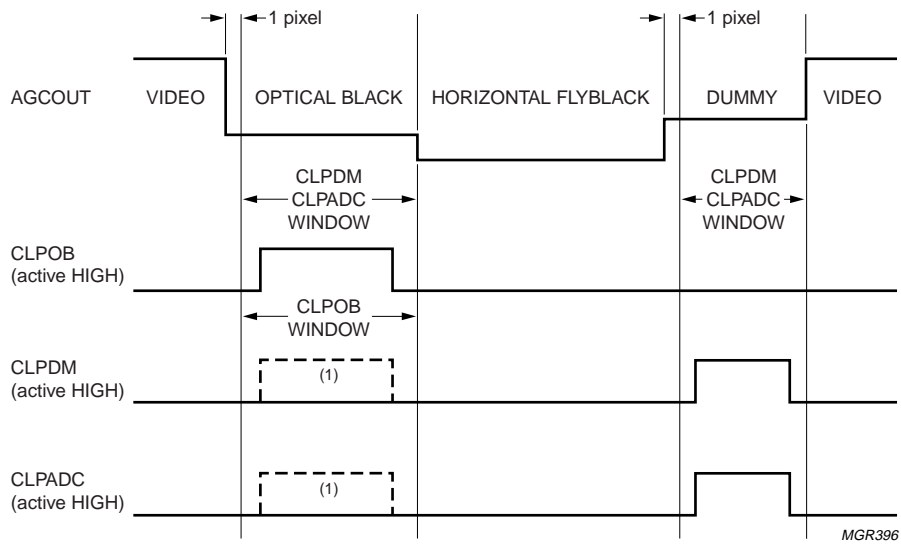 1 pixel
1 pixel
AGCOUT
VIDEO
OPTICAL BLACK
HORIZONTAL FLYBLACK
DUMMY
VIDEO
CLPDM
CLPADC
WINDOW
CLPDM
CLPADC
WINDOW
CLPOB
(active HIGH)
CLPOB
WINDOW
CLPDM
(active HIGH)
(1)
CLPADC
(active HIGH)
(1)
MGR396